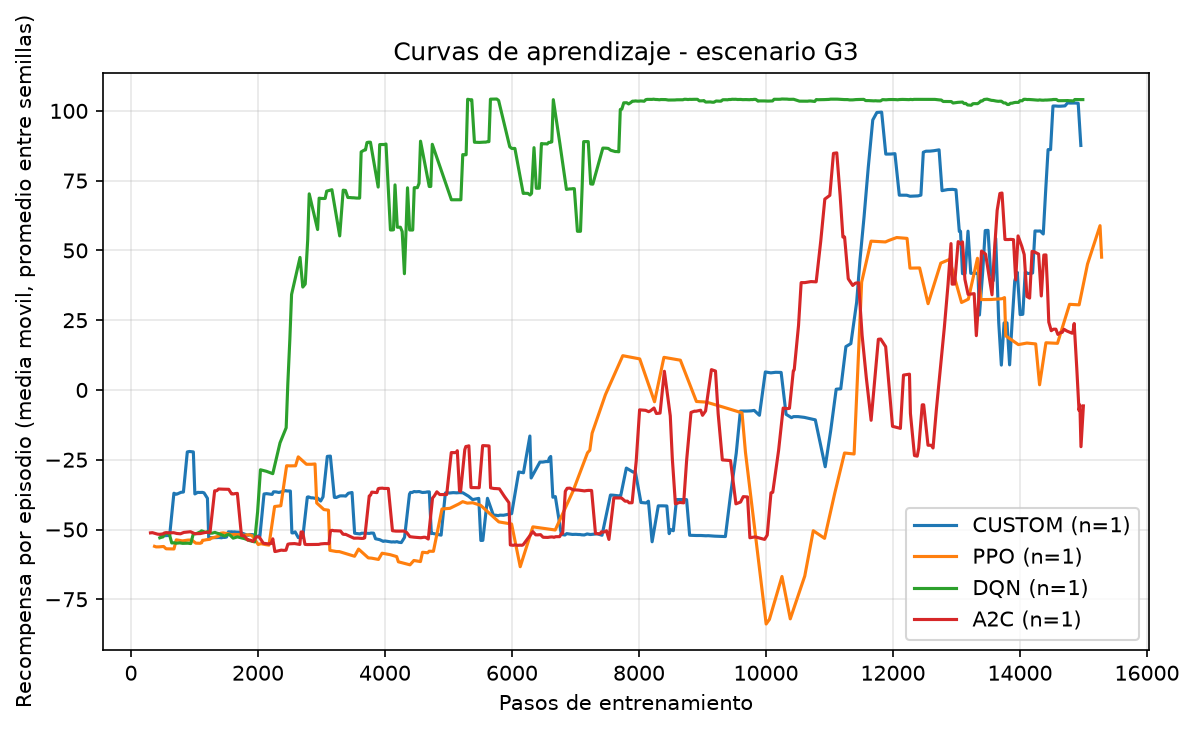 Curvas de aprendizaje - escenario G3
Recompensa por episodio (media movil, promedio entre semillas)
100
75
50
25
0
−25
−50
−75
0
2000
4000
6000
8000
10000
12000
14000
16000
Pasos de entrenamiento
CUSTOM (n=1)
PPO (n=1)
DQN (n=1)
A2C (n=1)